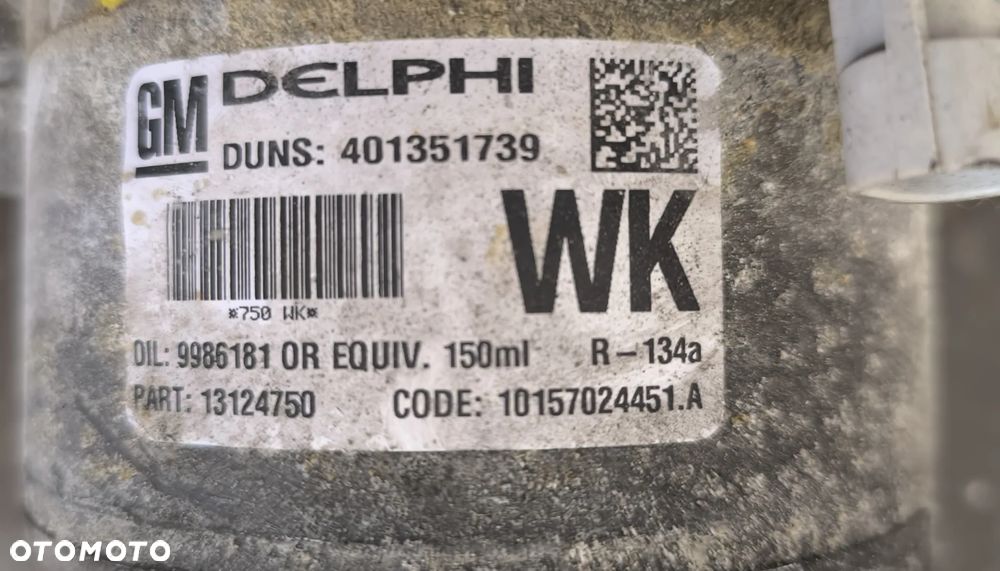 GM DELPHI
DUNS: 401351739
WK
*750 WK*
OIL: 9986181 OR EQUIV. 150ml R-134a
PART: 13124750 CODE: 10157024451.A
OTOMOTO